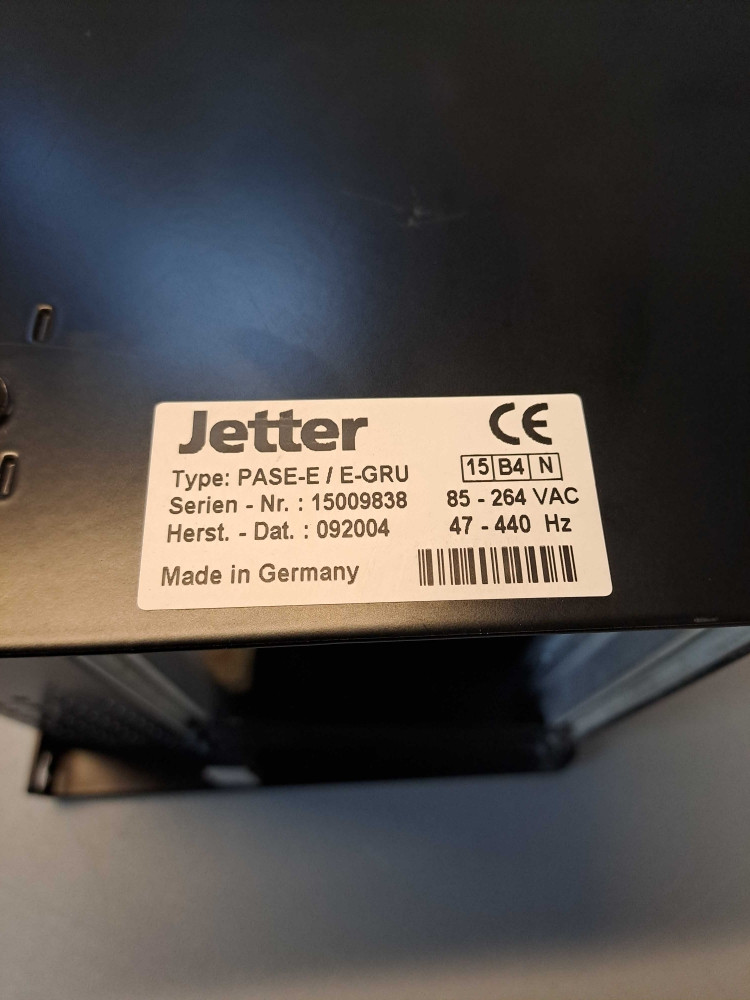 Jetter
CE
Type: PASE-E / E-GRU
15 B4 N
Serien - Nr. : 15009838
85 - 264 VAC
Herst. - Dat. : 092004
47 - 440 Hz
Made in Germany